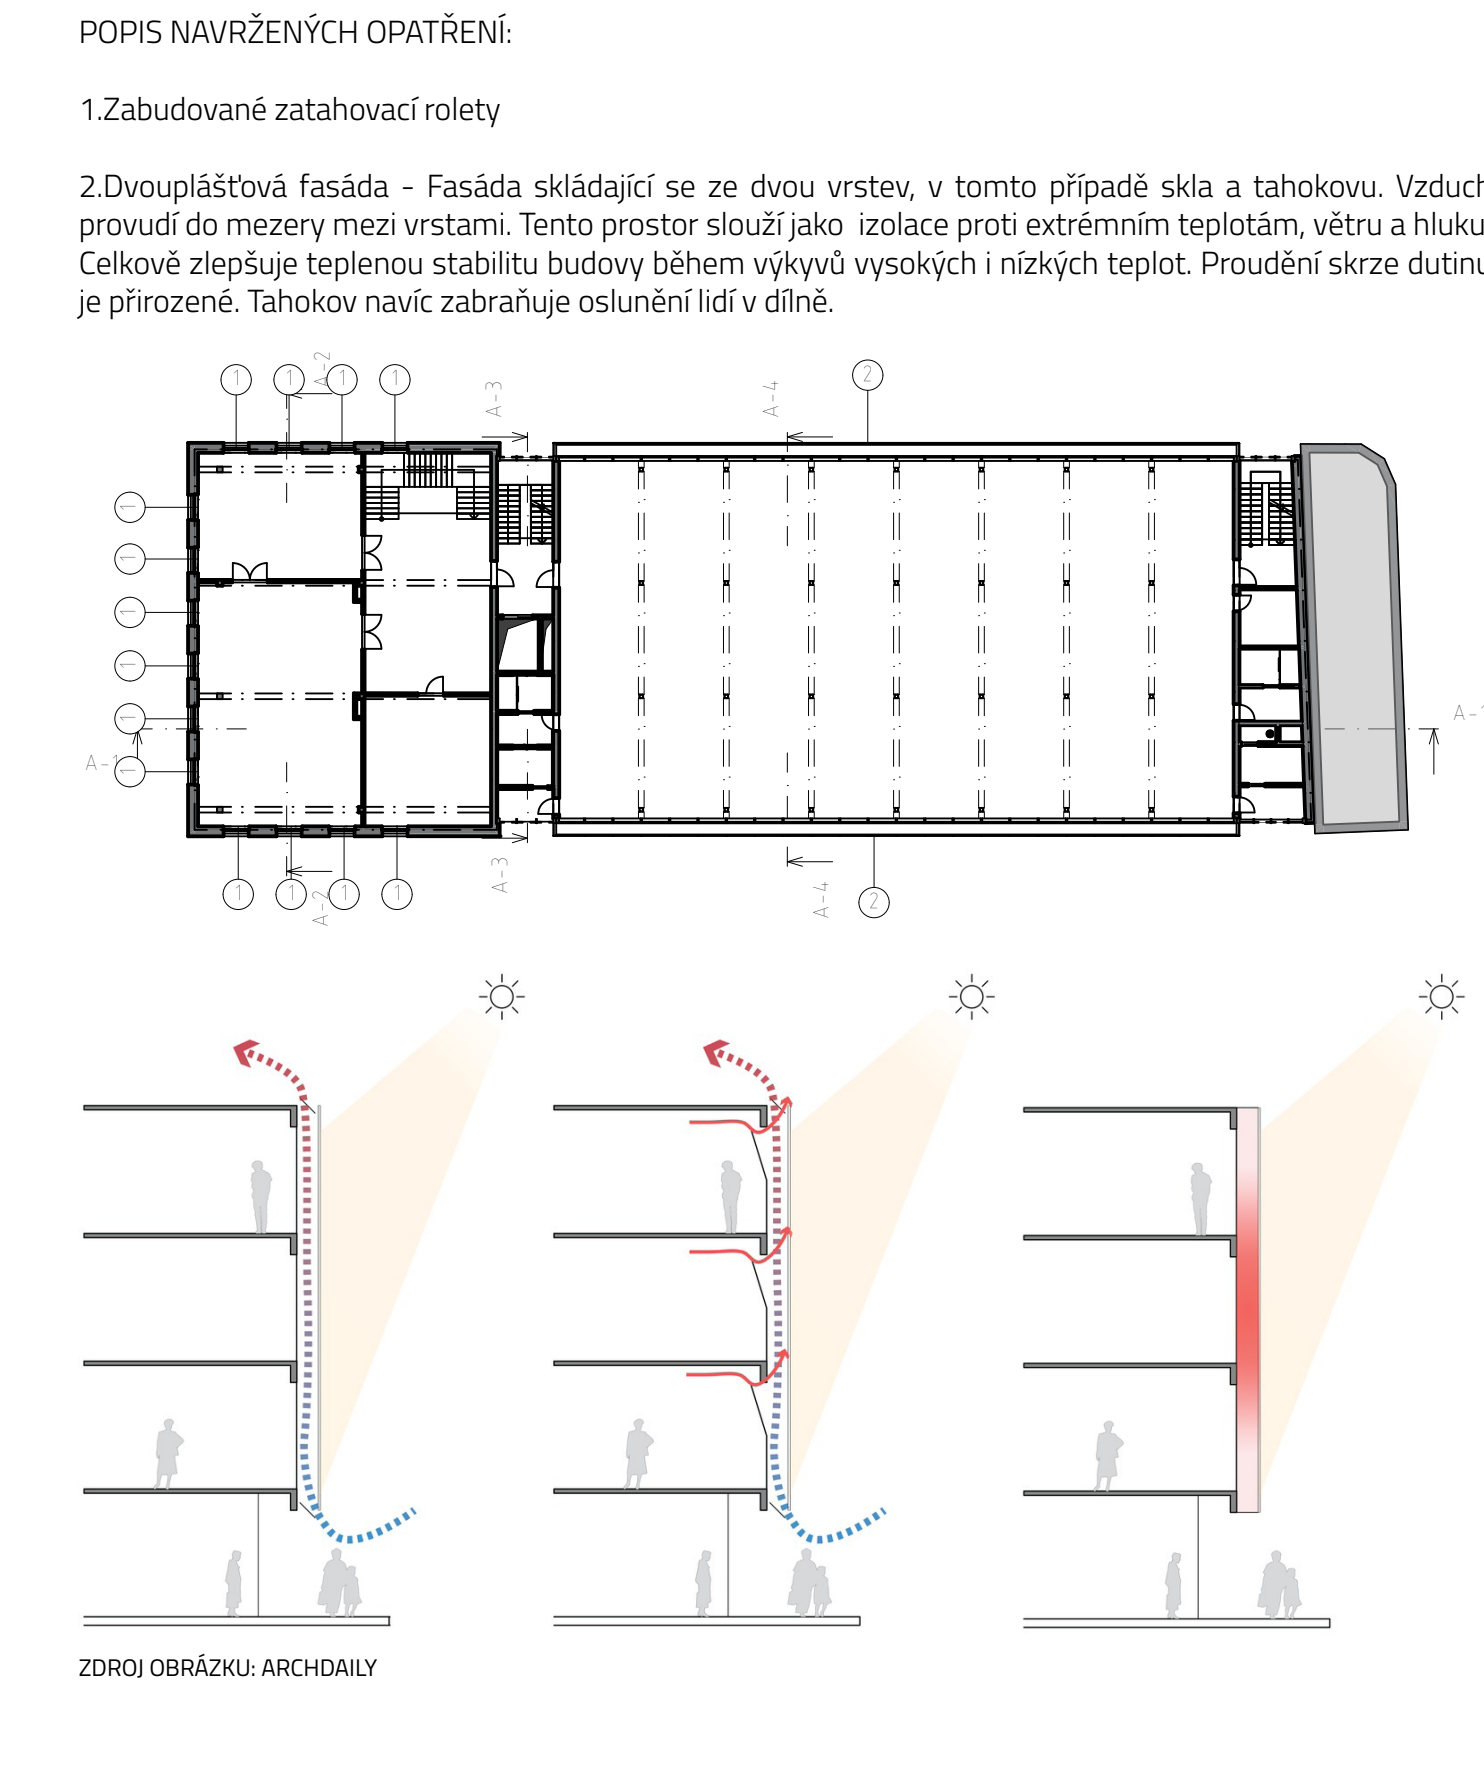 POPIS NAVRŽENÝCH OPATŘENÍ:
1.Zabudované zatahovací rolety
2.Dvouplášťová fasáda - Fasáda skládající se ze dvou vrstev, v tomto případě skla a tahokovu. Vzduch
provudí do mezery mezi vrstami. Tento prostor slouží jako izolace proti extrémním teplotám, větru a hluku
Celkově zlepšuje teplenou stabilitu budovy během výkyvů vysokých i nízkých teplot. Proudění skrze dutinu
je přirozené. Tahokov navíc zabraňuje oslunění lidí v dílně.
1 1 A-2 1 1 A-3 A-4 2
1
1
1
1
1
A-1
A-1 1
1 1 A-2 1 1 A-3 A-4 2
ZDROJ OBRÁZKU: ARCHDAILY